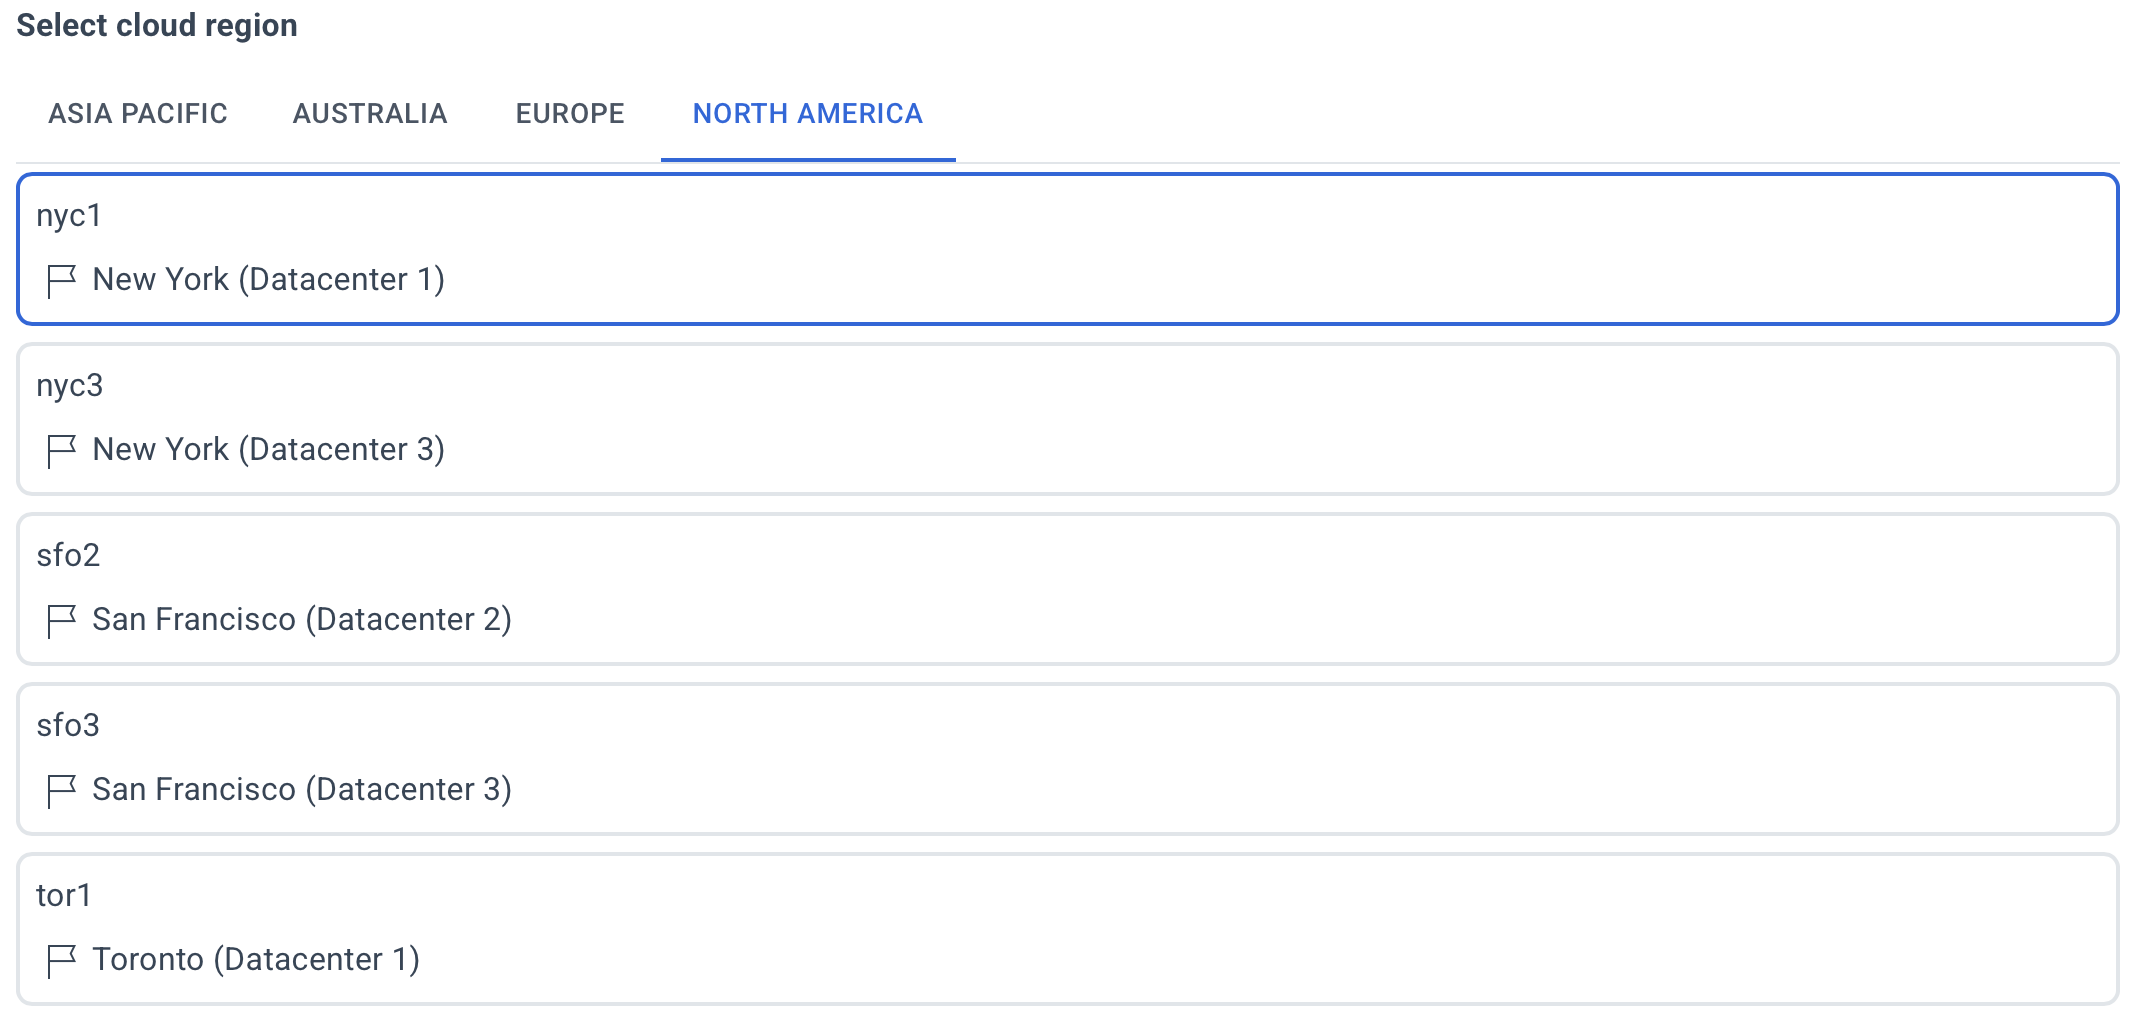 Select cloud region
ASIA PACIFIC AUSTRALIA EUROPE NORTH AMERICA
nyc1
New York (Datacenter 1)
nyc3
New York (Datacenter 3)
sfo2
San Francisco (Datacenter 2)
sfo3
San Francisco (Datacenter 3)
tor1
Toronto (Datacenter 1)